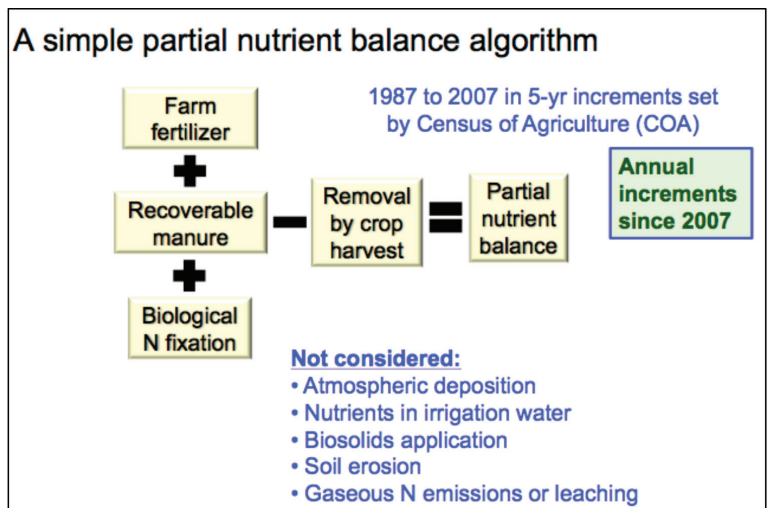 A simple partial nutrient balance algorithm
1987 to 2007 in 5-yr increments set
by Census of Agriculture (COA)
Annual
increments
since 2007
Farm
fertilizer
+
Recoverable
manure
+
Biological
N fixation
−
Removal
by crop
harvest
=
Partial
nutrient
balance
Not considered:
• Atmospheric deposition
• Nutrients in irrigation water
• Biosolids application
• Soil erosion
• Gaseous N emissions or leaching